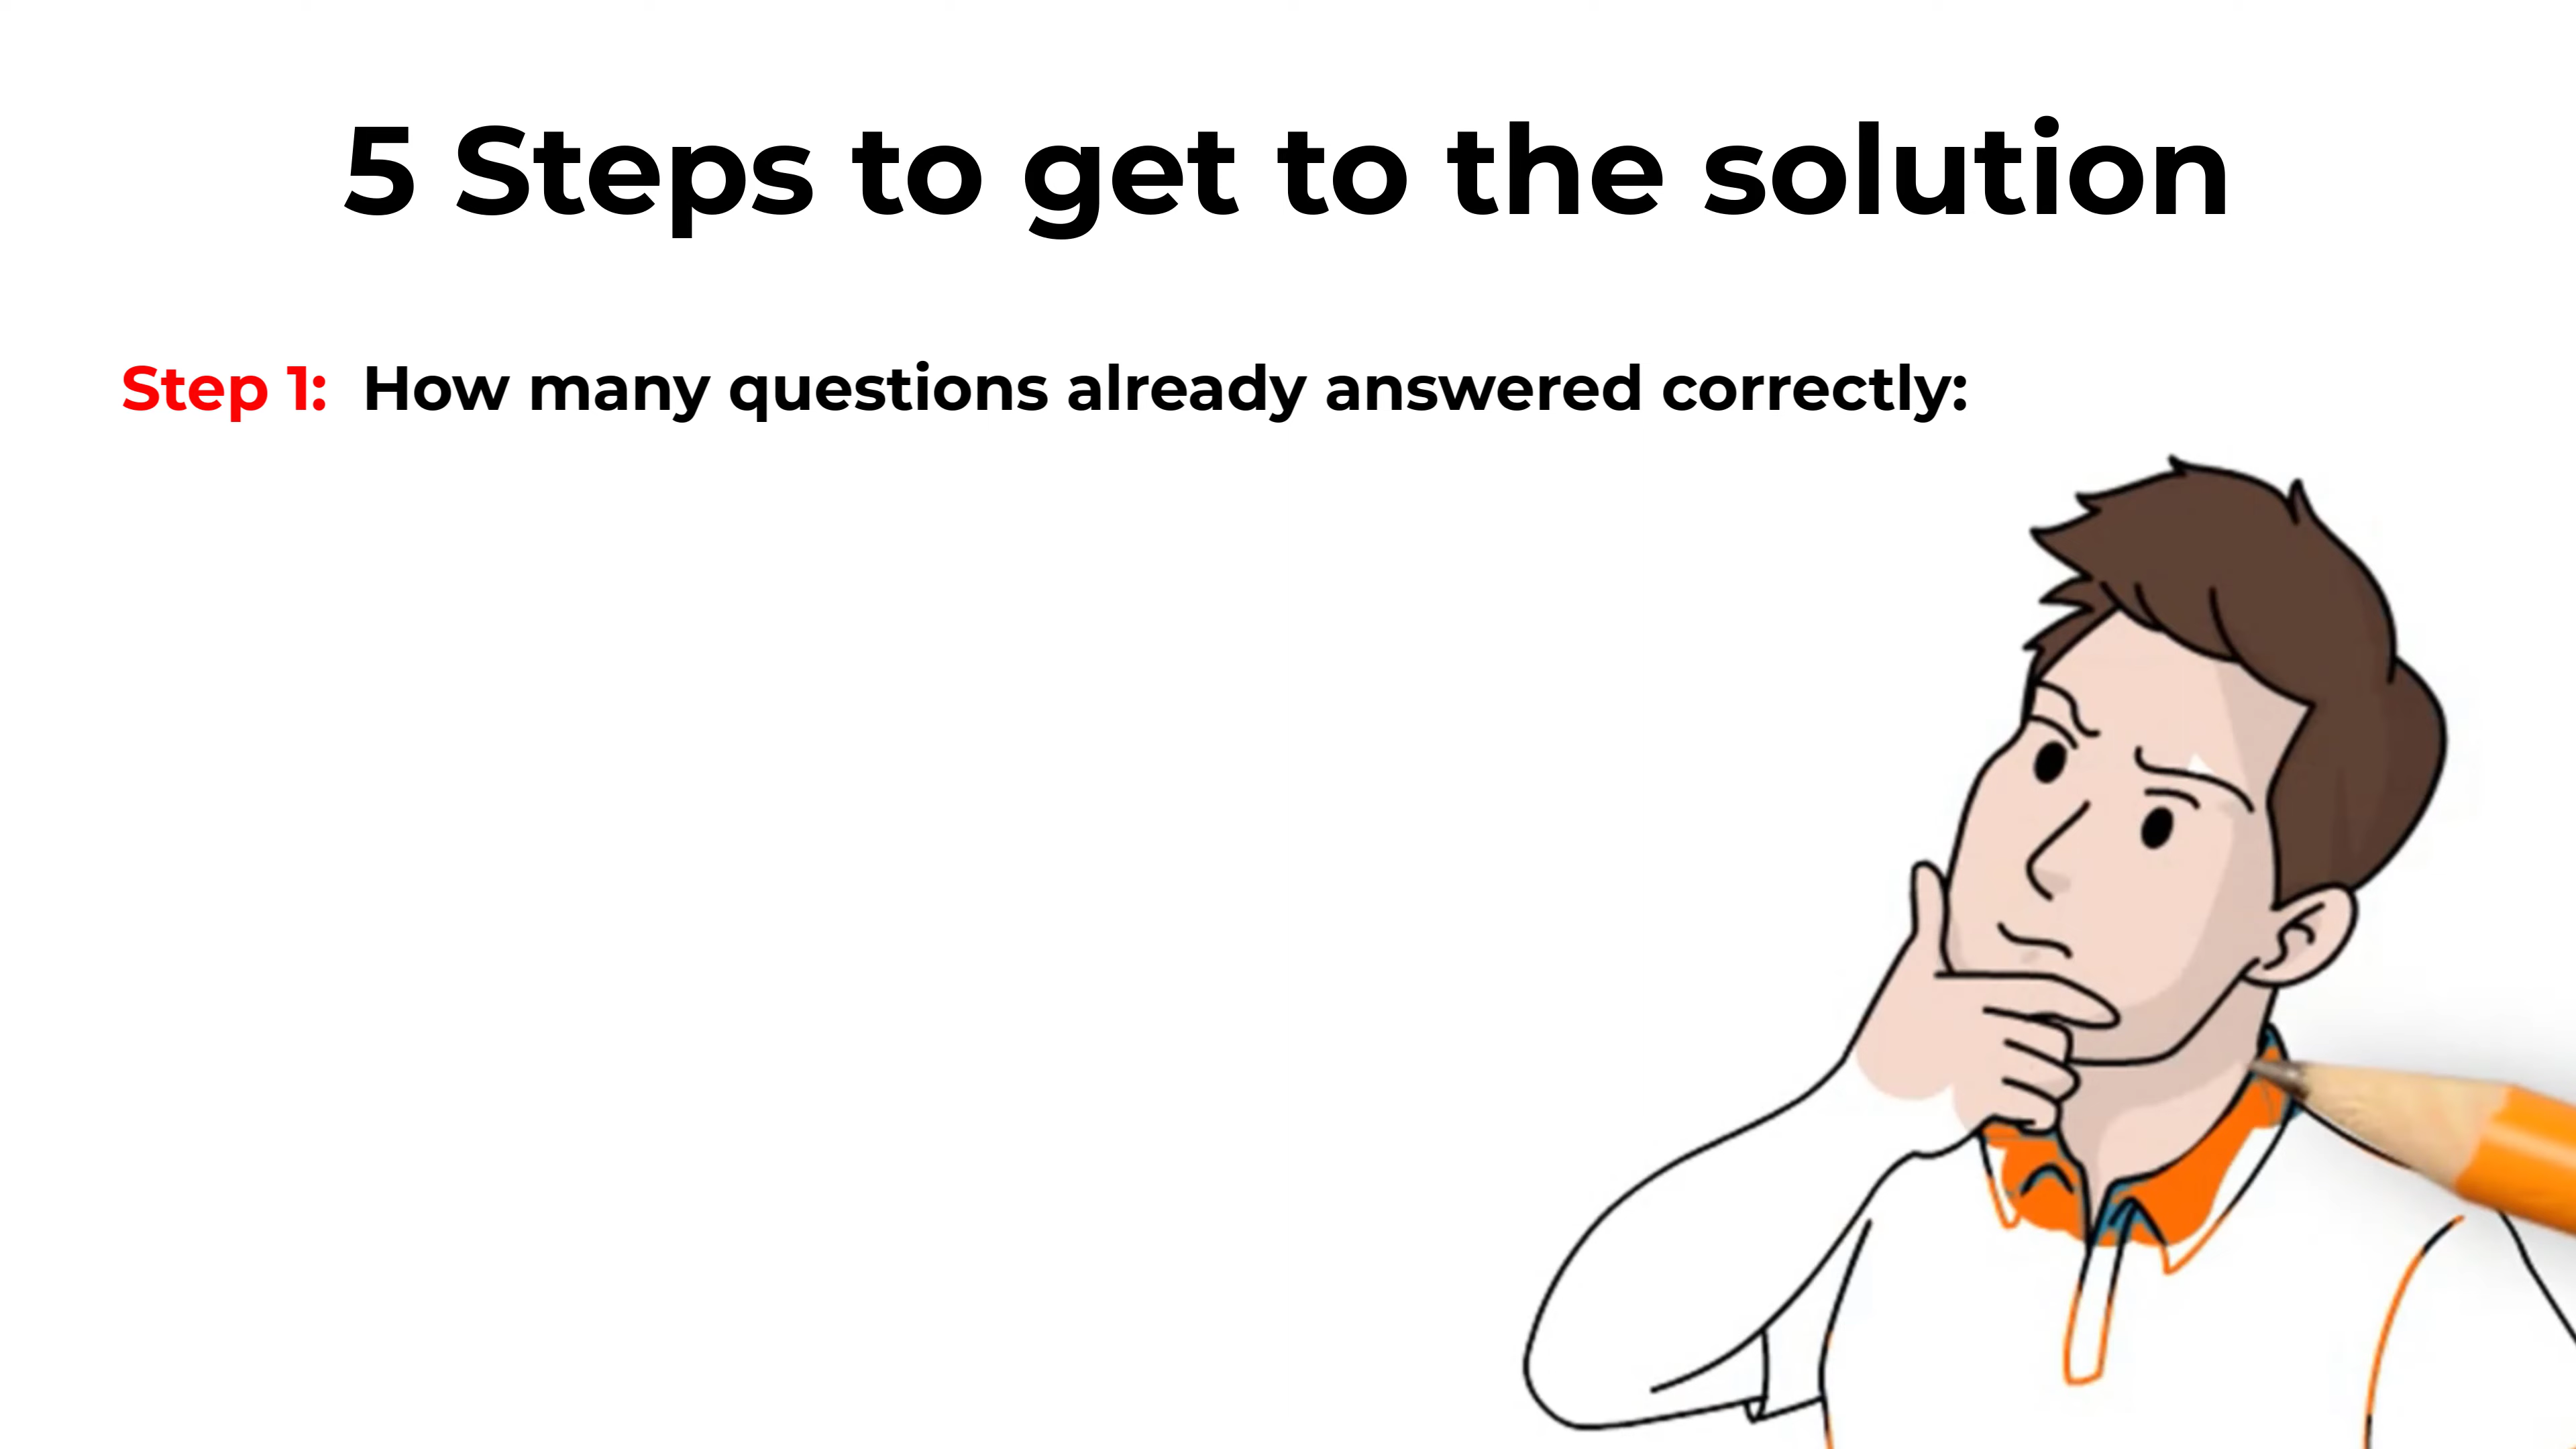 5 Steps to get to the solution
Step 1: How many questions already answered correctly: